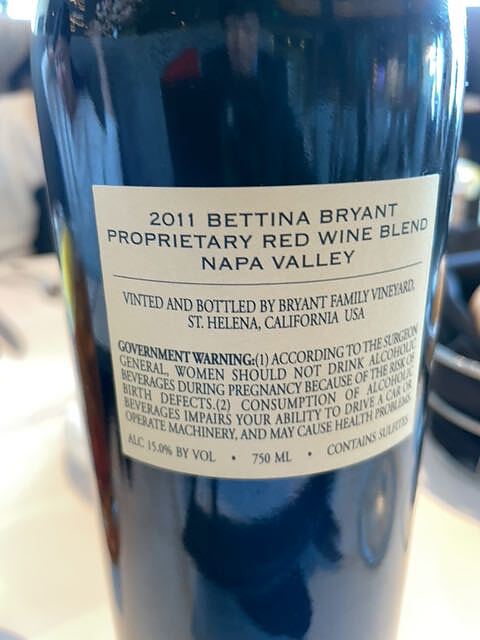 2011 BETTINA BRYANT
PROPRIETARY RED WINE BLEND
NAPA VALLEY
VINTED AND BOTTLED BY BRYANT FAMILY VINEYARD,
ST. HELENA, CALIFORNIA USA
GOVERNMENT WARNING:(1) ACCORDING TO THE SURGEON
GENERAL, WOMEN SHOULD NOT DRINK ALCOHOLIC
BEVERAGES DURING PREGNANCY BECAUSE OF THE RISK OF
BIRTH DEFECTS.(2) CONSUMPTION OF ALCOHOLIC
BEVERAGES IMPAIRS YOUR ABILITY TO DRIVE A CAR OR
OPERATE MACHINERY, AND MAY CAUSE HEALTH PROBLEMS.
ALC 15.0% BY VOL • 750 ML • CONTAINS SULFITES